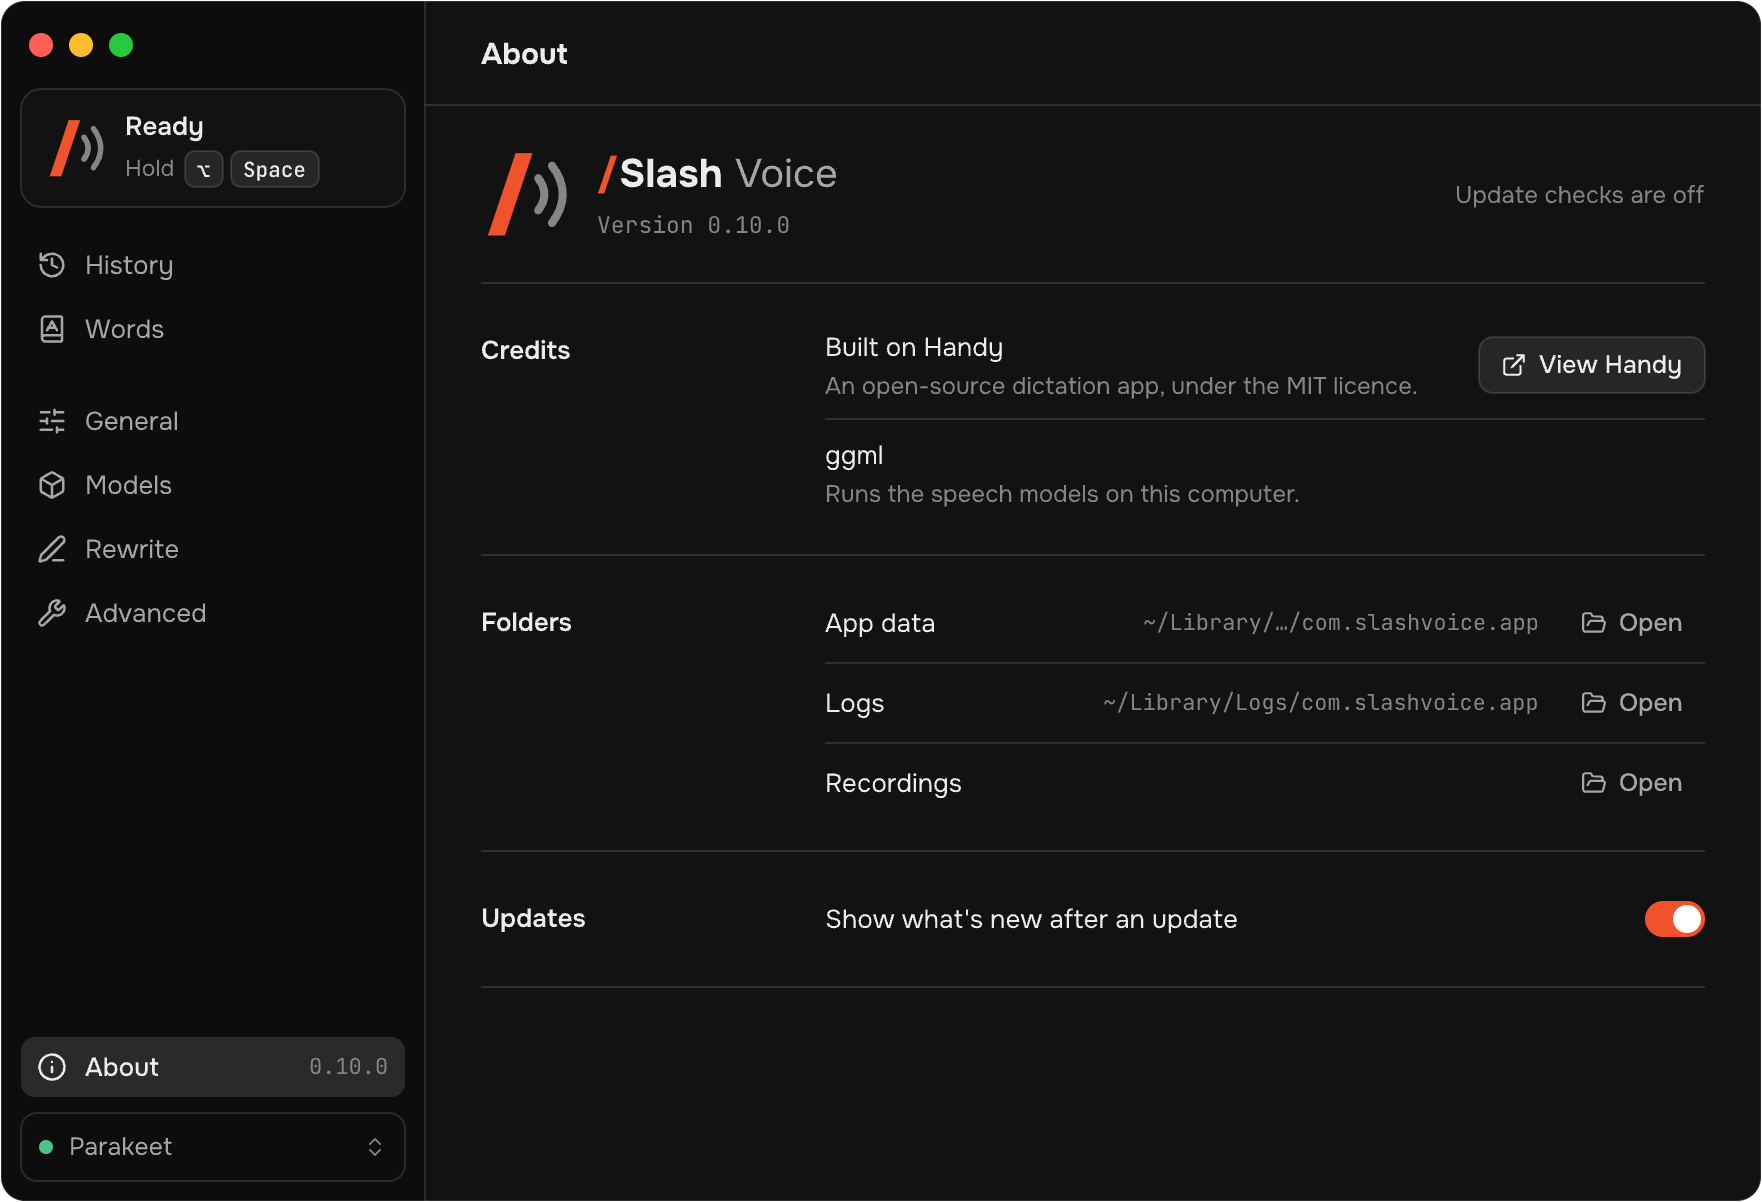 Ready
Hold ⌥ Space
History
Words
General
Models
Rewrite
Advanced
About 0.10.0
Parakeet
About
/Slash Voice
Version 0.10.0
Update checks are off
Credits
Built on Handy
An open-source dictation app, under the MIT licence.
View Handy
ggml
Runs the speech models on this computer.
Folders
App data ~/Library/…/com.slashvoice.app Open
Logs ~/Library/Logs/com.slashvoice.app Open
Recordings Open
Updates
Show what's new after an update